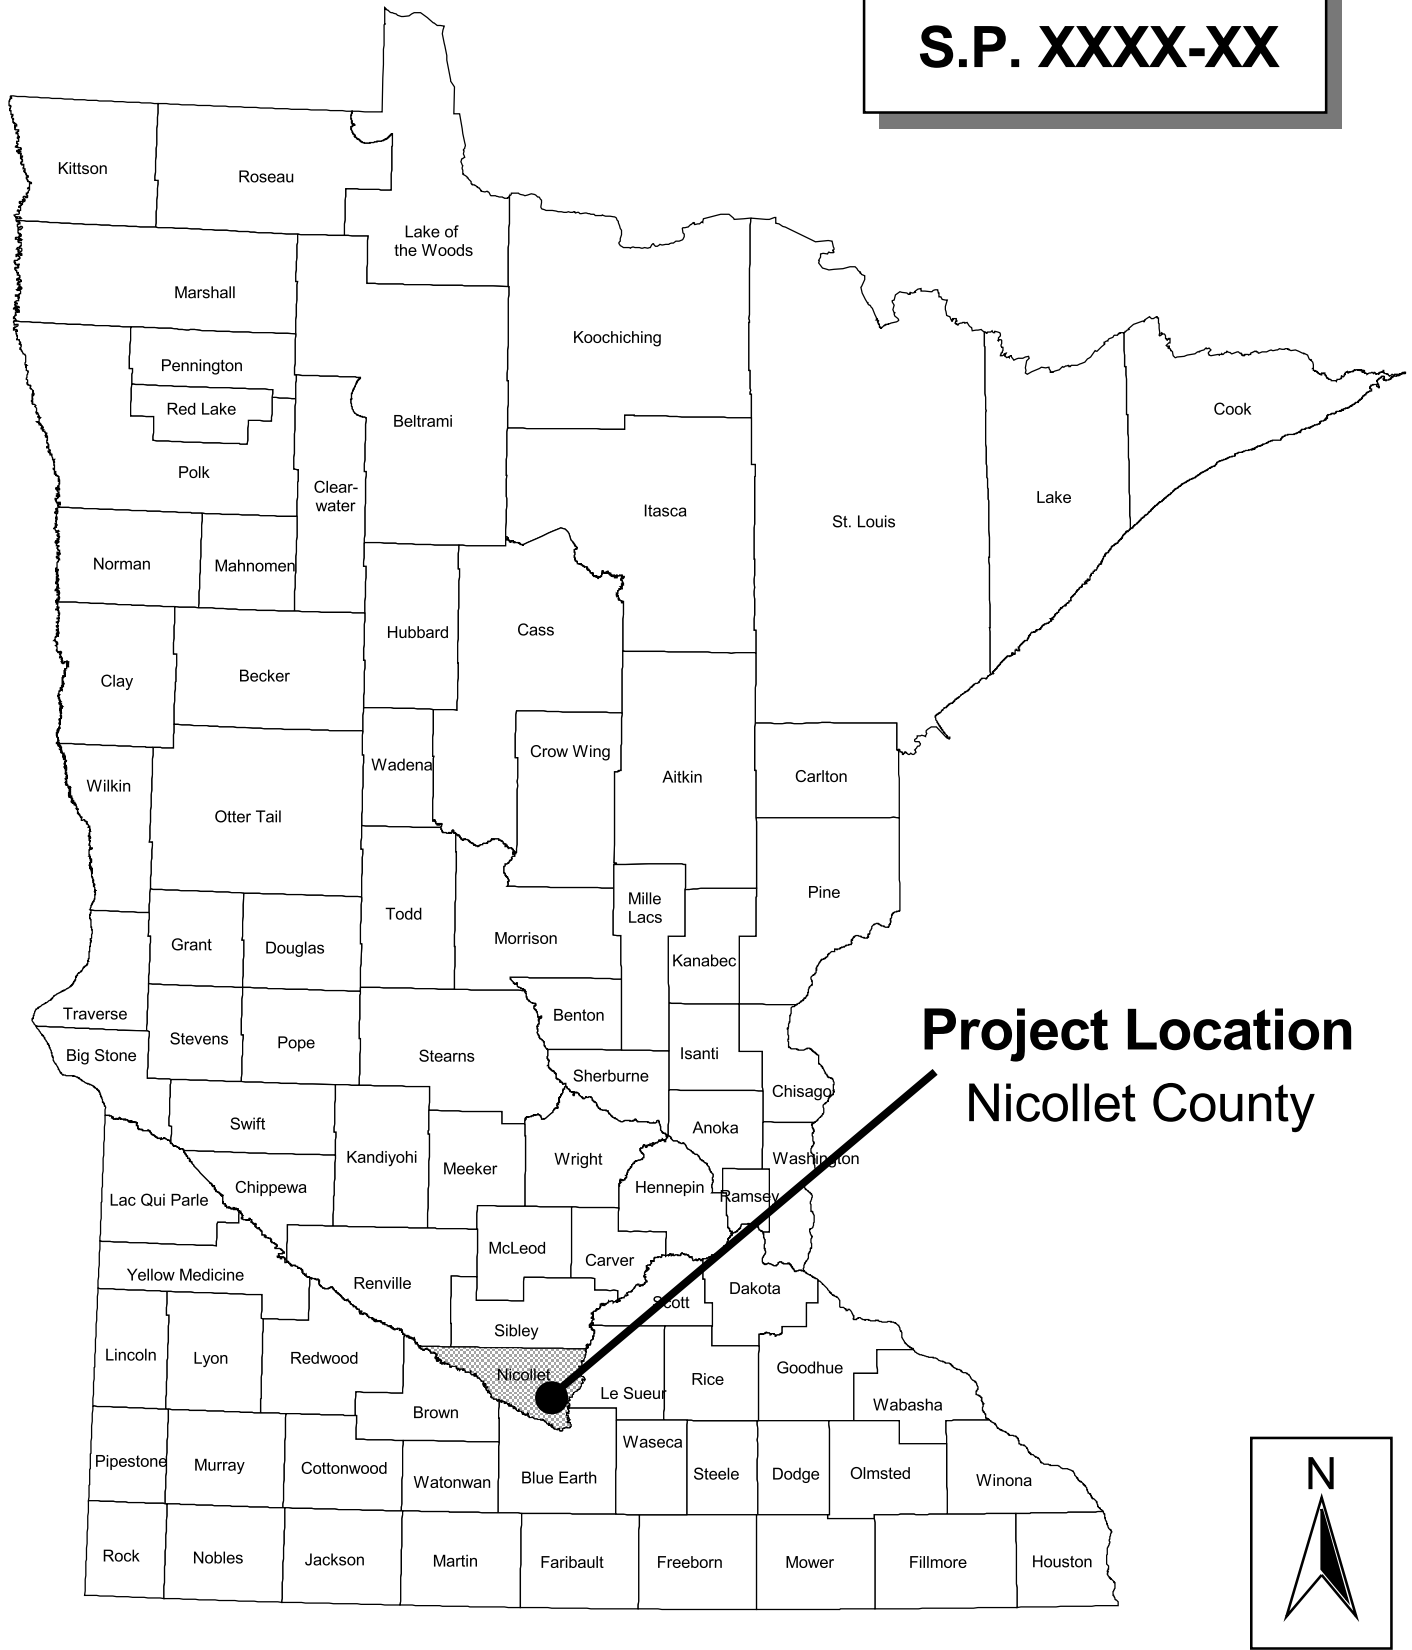 S.P. XXXX-XX
Kittson
Roseau
Lake of
the Woods
Marshall
Koochiching
Pennington
Red Lake
Beltrami
Cook
Polk
Clear-
water
Lake
Itasca
St. Louis
Norman
Mahnomen
Hubbard
Cass
Clay
Becker
Crow Wing
Wadena
Aitkin
Carlton
Wilkin
Otter Tail
Pine
Mille
Lacs
Todd
Morrison
Grant
Douglas
Kanabec
Traverse
Benton
Project Location
Nicollet County
Stevens
Pope
Big Stone
Stearns
Isanti
Sherburne
Chisago
Swift
Anoka
Kandiyohi
Meeker
Wright
Washington
Chippewa
Hennepin
Ramsey
Lac Qui Parle
McLeod
Carver
Yellow Medicine
Renville
Dakota
Scott
Sibley
Lincoln
Lyon
Redwood
Nicollet
Goodhue
Rice
Le Sueur
Wabasha
Brown
Waseca
Pipestone
Murray
Cottonwood
Watonwan
Blue Earth
Steele
Dodge
Olmsted
Winona
N
Rock
Nobles
Jackson
Martin
Faribault
Freeborn
Mower
Fillmore
Houston